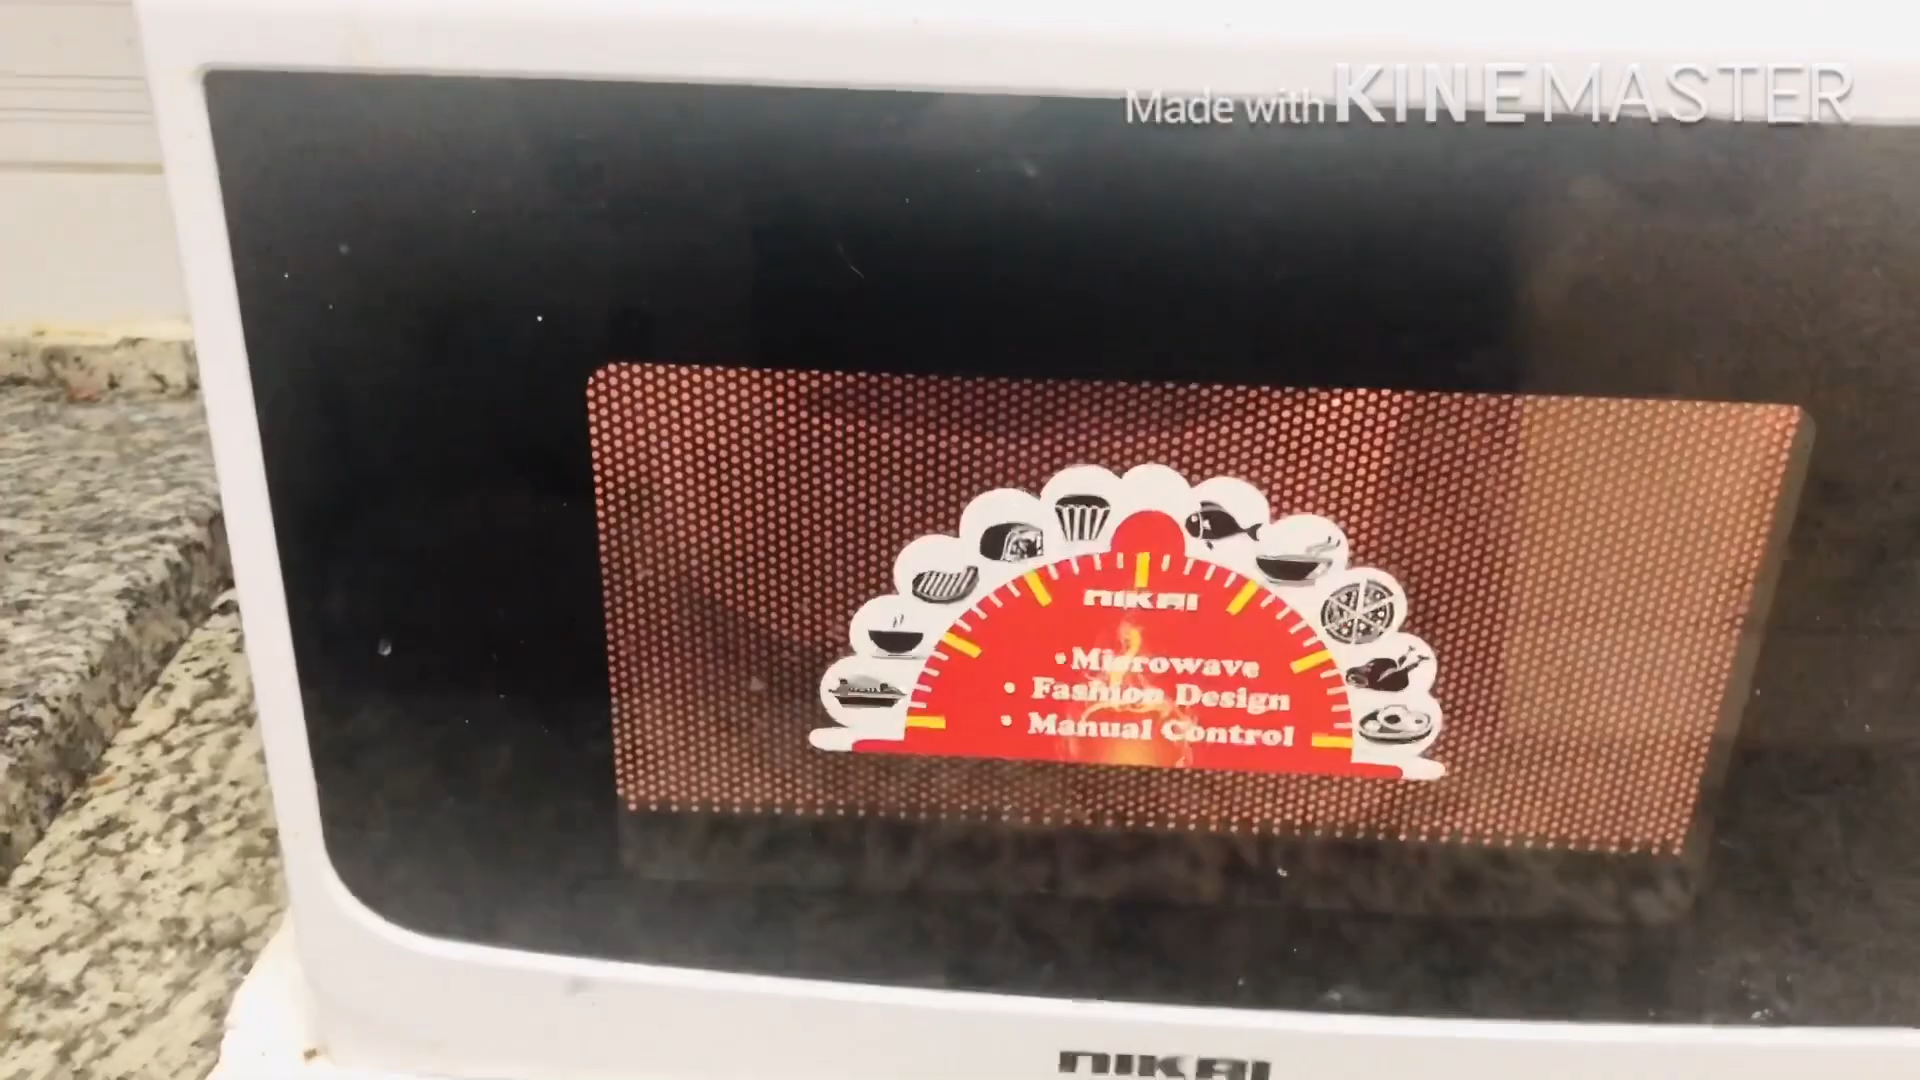 Made with KINEMASTER
NIKAI
• Microwave
• Fashion Design
• Manual Control
NIKAI